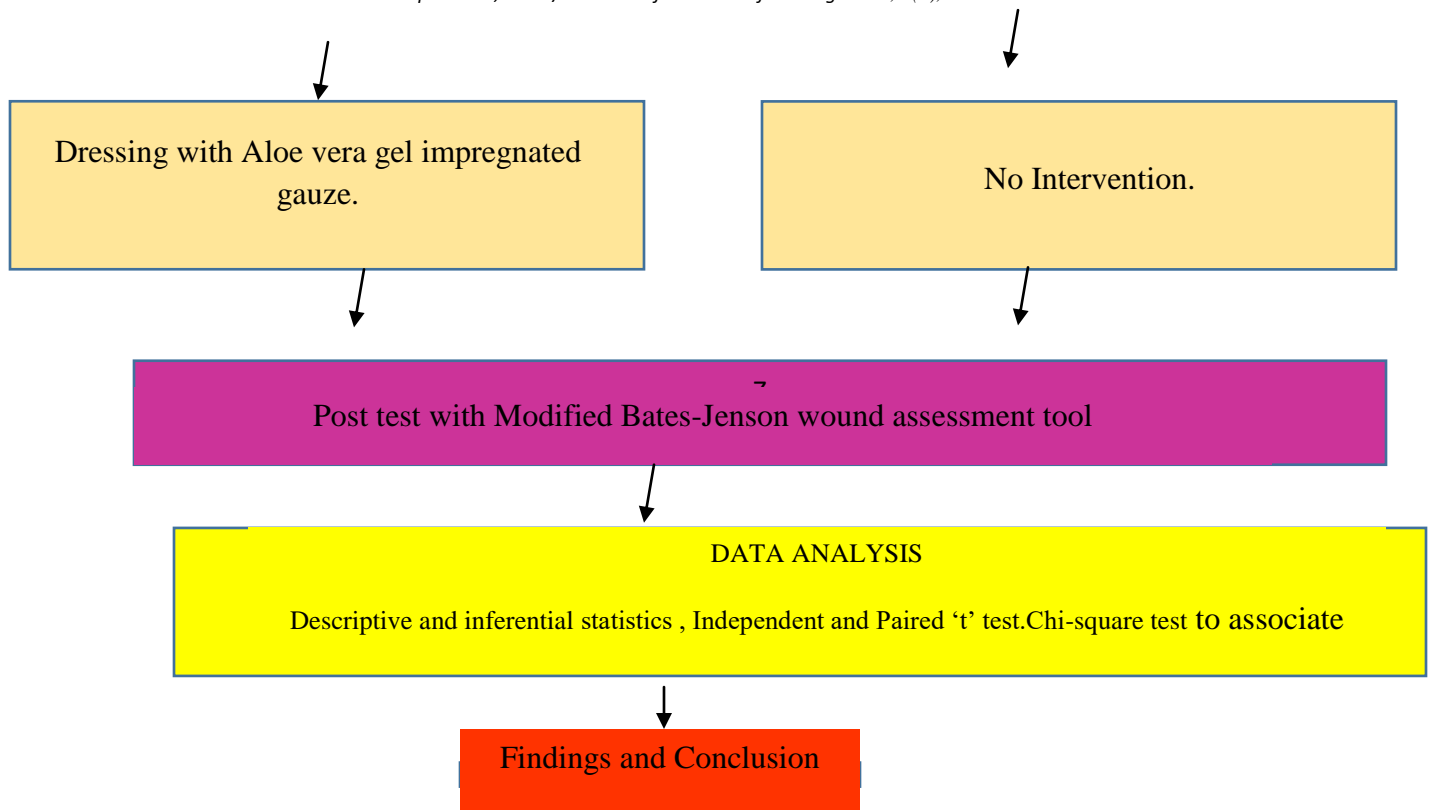 Dressing with Aloe vera gel impregnated
gauze.
No Intervention.
Post test with Modified Bates-Jenson wound assessment tool
DATA ANALYSIS
Descriptive and inferential statistics , Independent and Paired ‘t’ test.Chi-square test to associate
Findings and Conclusion